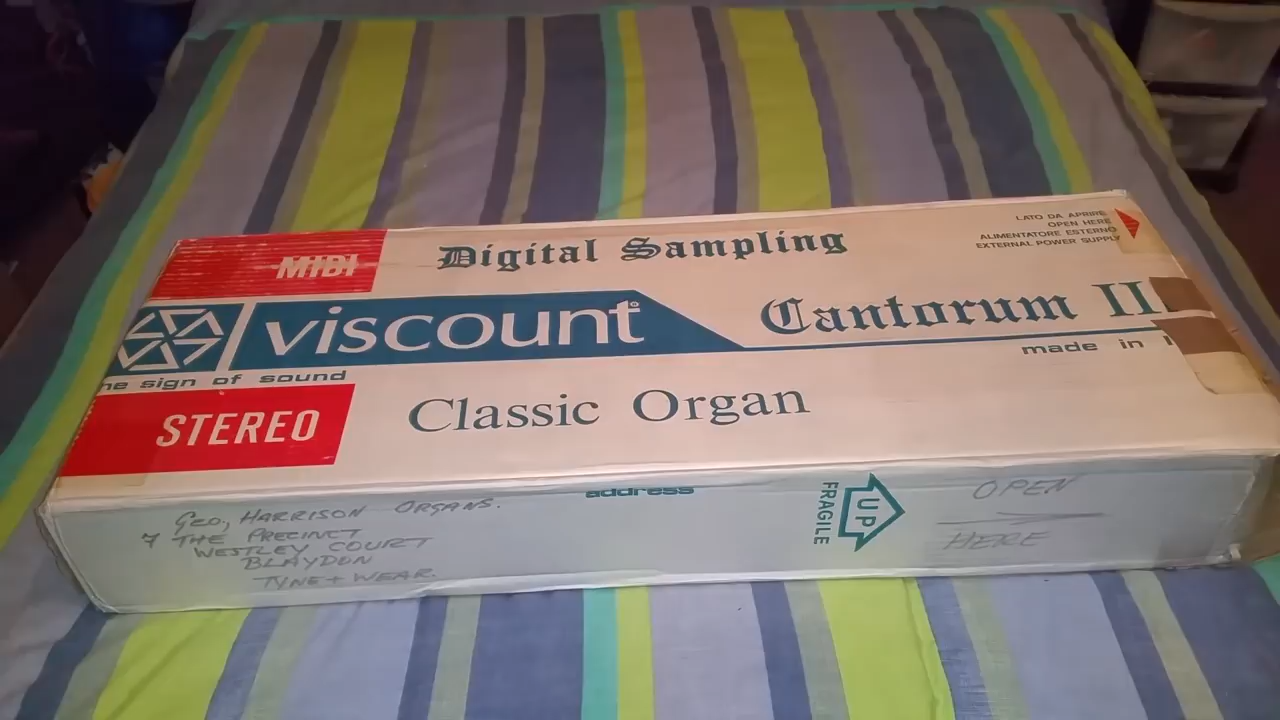 MIDI
Digital Sampling
LATO DA APRIRE
OPEN HERE
ALIMENTATORE ESTERNO
EXTERNAL POWER SUPPLY
viscount®
Cantorum II
he sign of sound
made in I
STEREO
Classic Organ
address
GEO, HARRISON ORGANS.
7 THE PRECINCT
WESTLEY COURT
BLAYDON
TYNE + WEAR.
FRAGILE
UP
OPEN
HERE